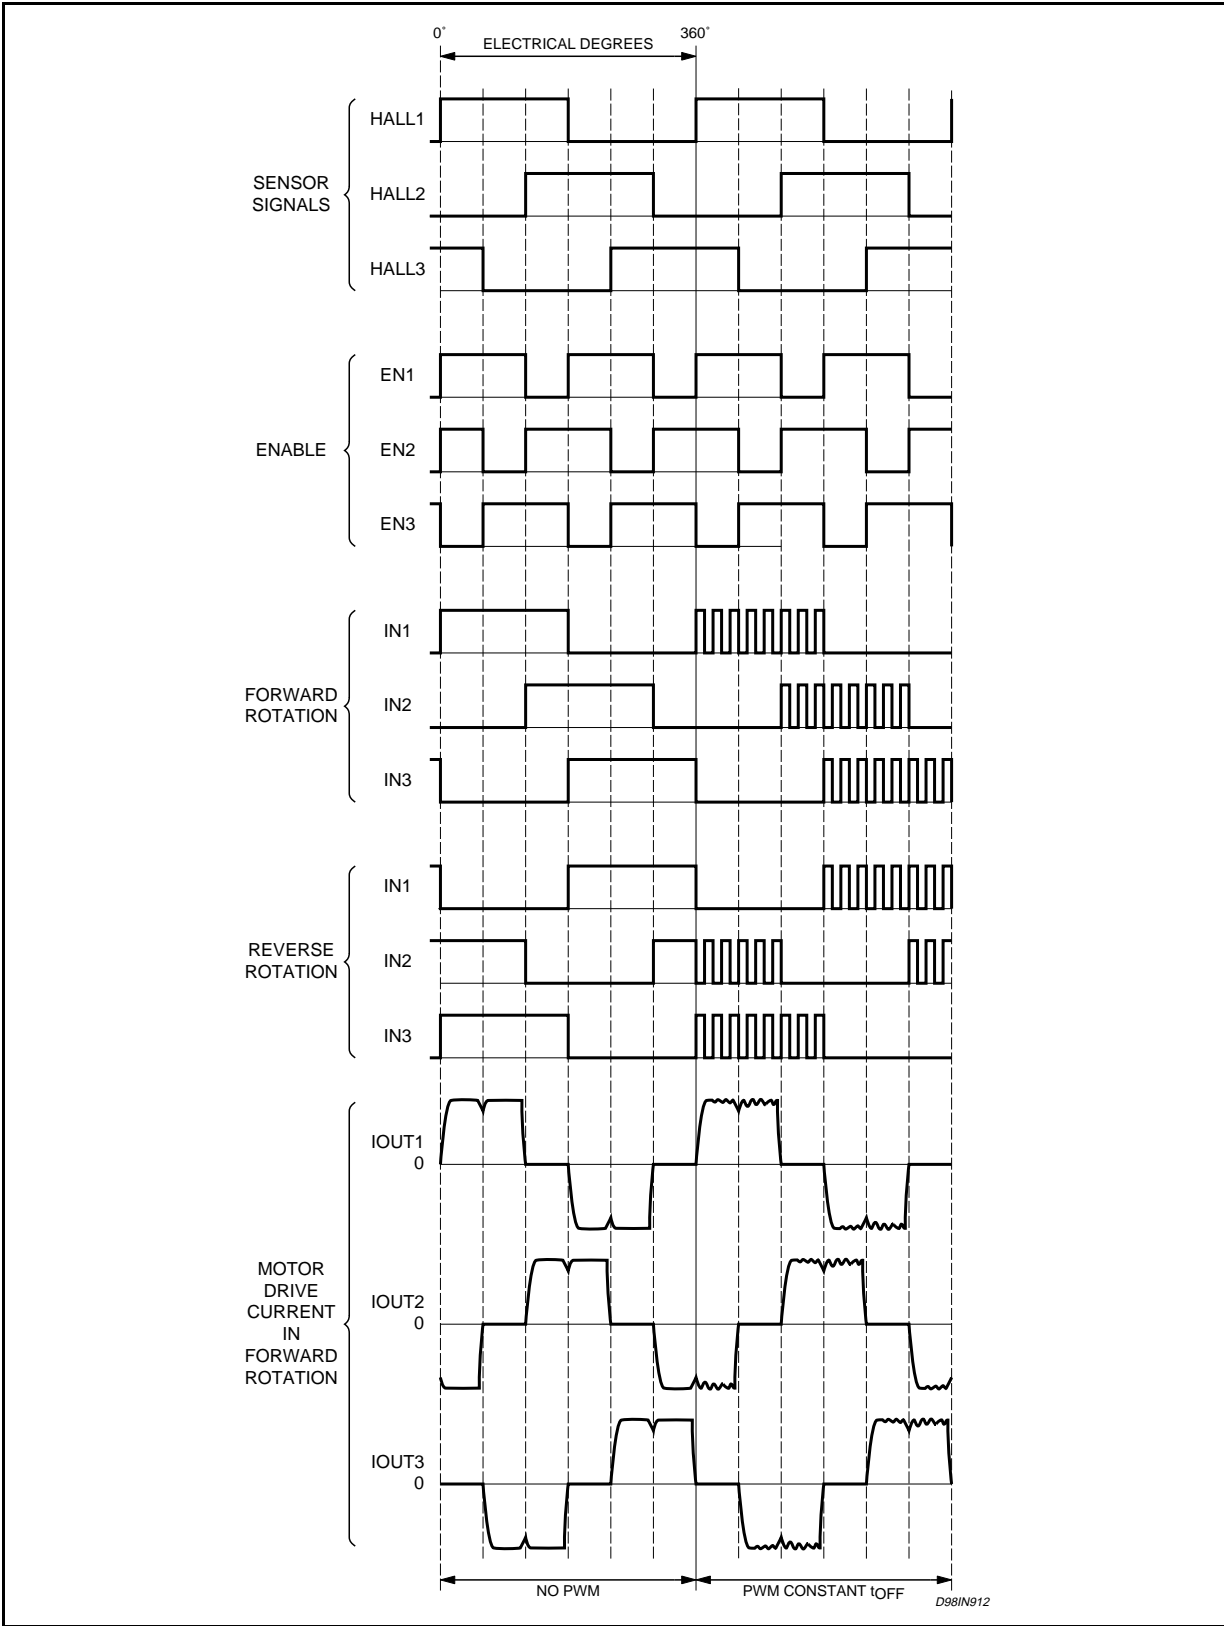 0° 360°
ELECTRICAL DEGREES
SENSOR
SIGNALS
HALL1
HALL2
HALL3
ENABLE
EN1
EN2
EN3
FORWARD
ROTATION
IN1
IN2
IN3
REVERSE
ROTATION
IN1
IN2
IN3
MOTOR
DRIVE
CURRENT
IN
FORWARD
ROTATION
IOUT1
0
IOUT2
0
IOUT3
0
NO PWM
PWM CONSTANT tOFF
D98IN912